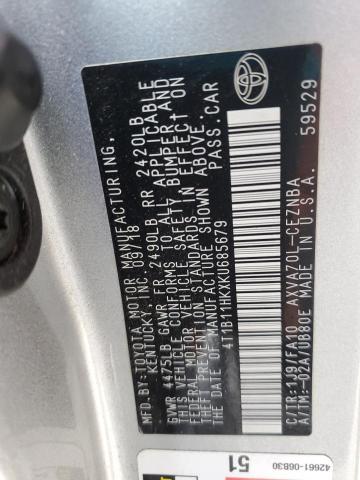 MFD.BY:TOYOTA MOTOR MANUFACTURING,
KENTUCKY, INC. 09/18
GVWR 4475LB GAWR FR 2490LB RR 2420LB
THIS VEHICLE CONFORMS TO ALL APPLICABLE
FEDERAL MOTOR VEHICLE SAFETY, BUMPER, AND
THEFT PREVENTION STANDARDS IN EFFECT ON
THE DATE OF MANUFACTURE SHOWN ABOVE.
4T1B11HKXKU685679 PASS. CAR
C/TR:1J9/FA10 AXVA70L-CEZNBA
A/TM:-02A/UB80E MADE IN U.S.A. 59529
42661-06B30
51